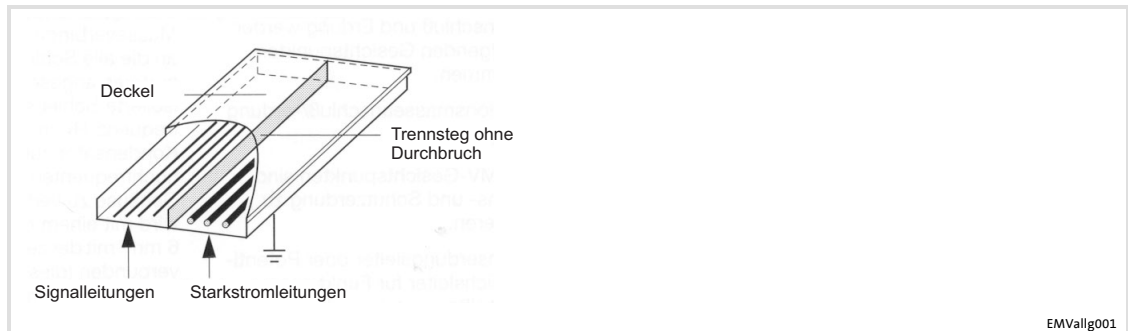 Deckel
Trennsteg ohne
Durchbruch
Signalleitungen
Starkstromleitungen
EMVallg001